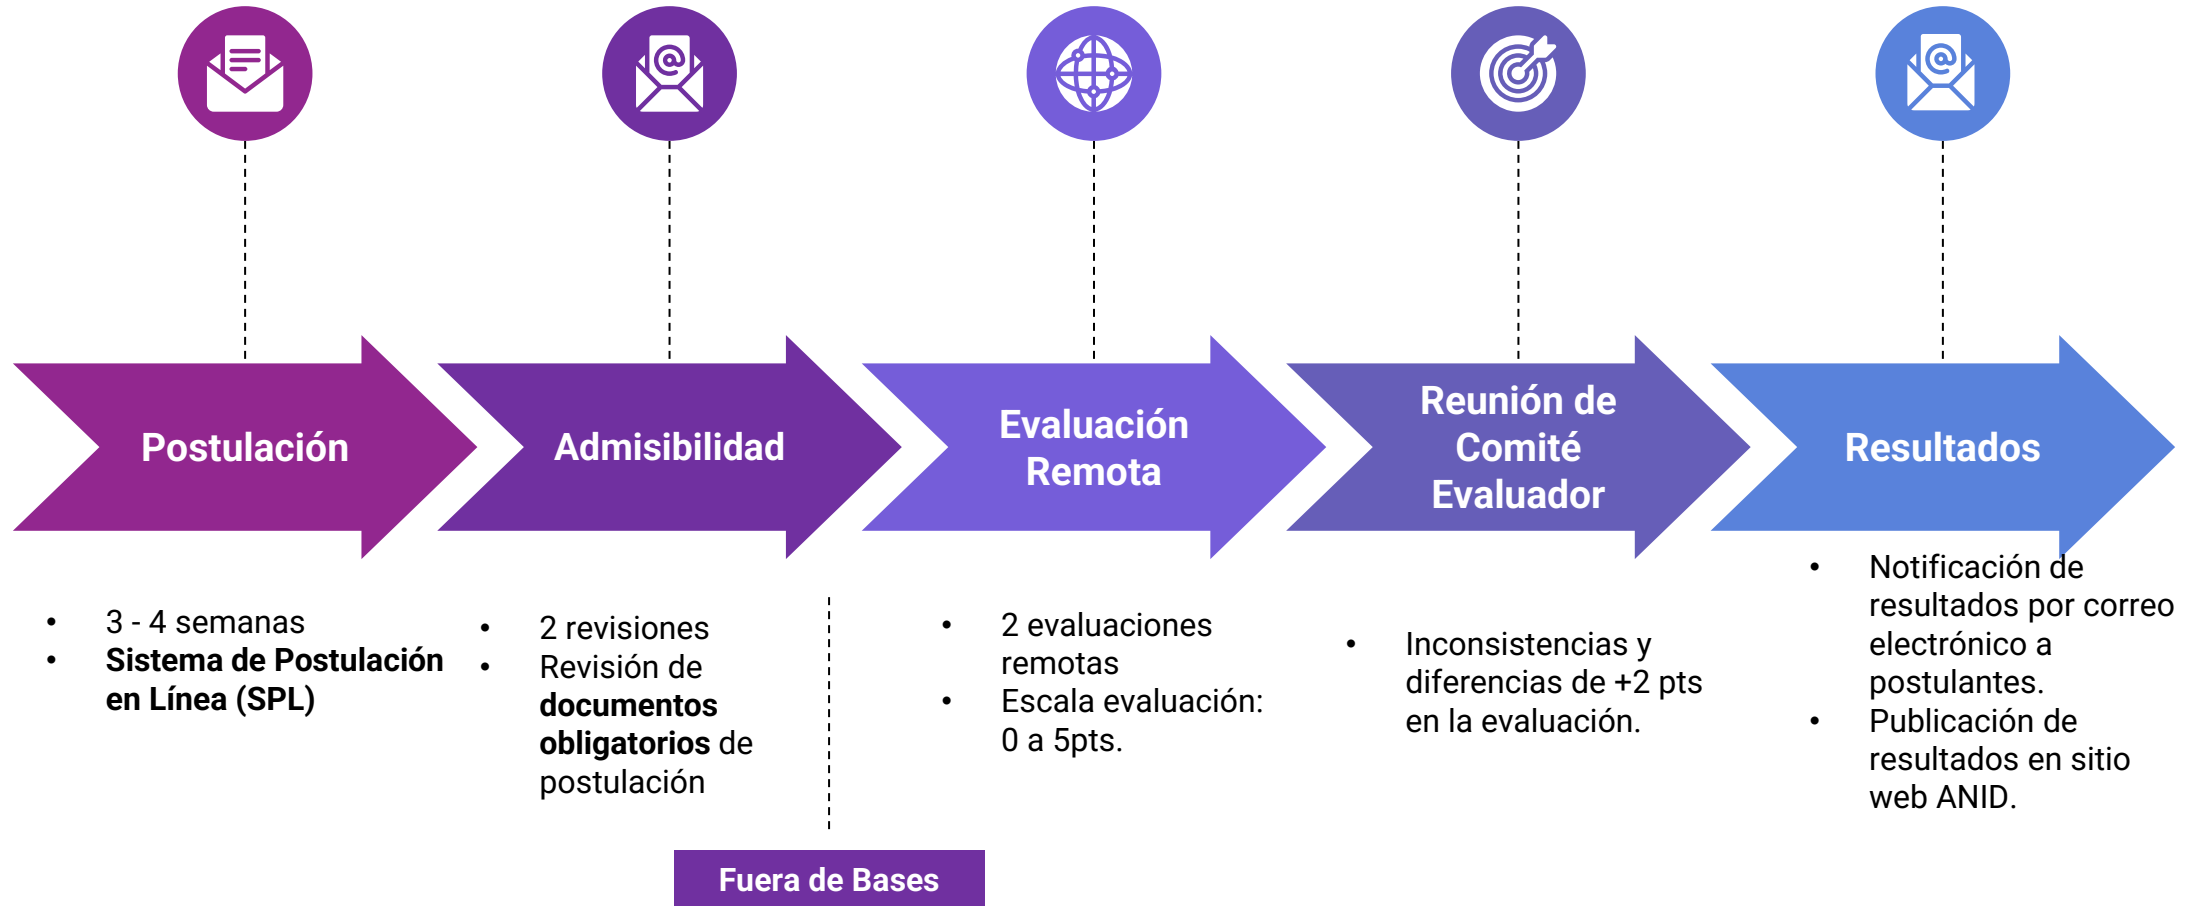 Postulación
Admisibilidad
Evaluación
Remota
Reunión de
Comité
Evaluador
Resultados
• 3 - 4 semanas
• Sistema de Postulación
en Línea (SPL)
• 2 revisiones
• Revisión de
documentos
obligatorios de
postulación
Fuera de Bases
• 2 evaluaciones
remotas
• Escala evaluación:
0 a 5pts.
• Inconsistencias y
diferencias de +2 pts
en la evaluación.
• Notificación de
resultados por correo
electrónico a
postulantes.
• Publicación de
resultados en sitio
web ANID.